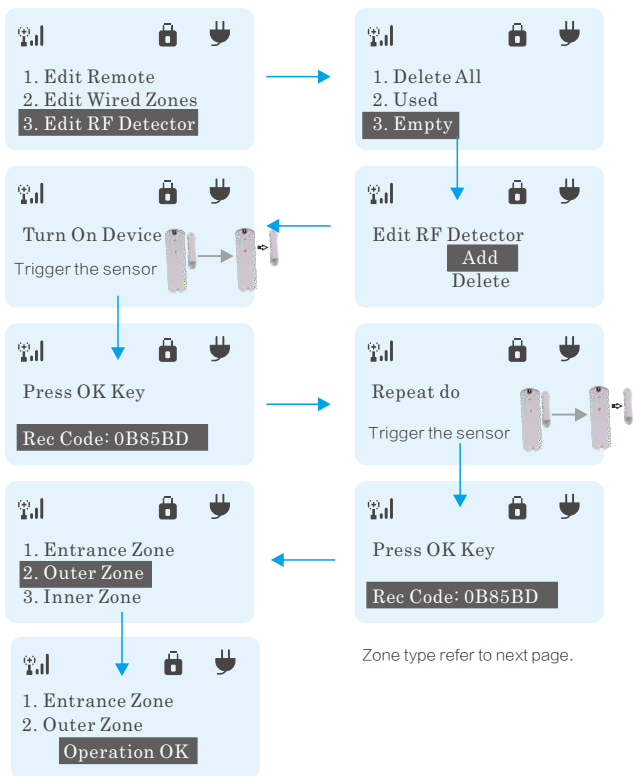 1. Edit Remote
2. Edit Wired Zones
3. Edit RF Detector
1. Delete All
2. Used
3. Empty
Edit RF Detector
Add
Delete
Turn On Device
Trigger the sensor
Press OK Key
Rec Code: 0B85BD
Repeat do
Trigger the sensor
Press OK Key
Rec Code: 0B85BD
Zone type refer to next page.
1. Entrance Zone
2. Outer Zone
3. Inner Zone
1. Entrance Zone
2. Outer Zone
Operation OK